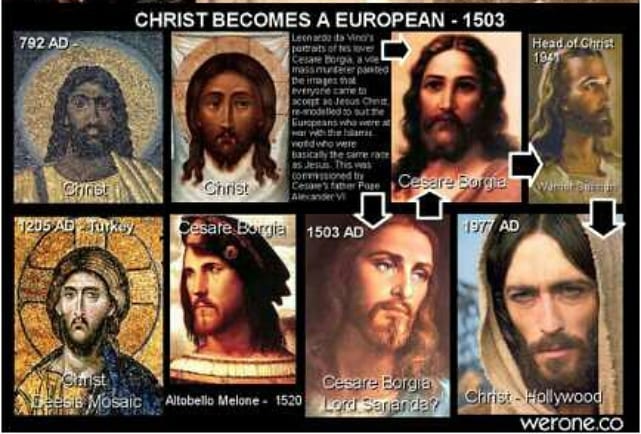 CHRIST BECOMES A EUROPEAN - 1503
792 AD -
Christ
Christ
Leonardo da Vinci's
portraits of his lover
Cesare Borgia, a vile
mass murderer painted
the images that
everyone came to
accept as Jesus Christ,
re-modelled to suit the
Europeans who were at
war with the Islamic
world who were
basically the same race
as Jesus. This was
commissioned by
Cesare's father Pope
Alexander VI
Cesare Borgia
Head of Christ
1941
Warner Sallman
1205 AD - Turkey
Christ
Deesis Mosaic
Cesare Borgia
Altobello Melone - 1520
1503 AD
Cesare Borgia
Lord Sananda?
1977 AD
Christ - Hollywood
werone.co